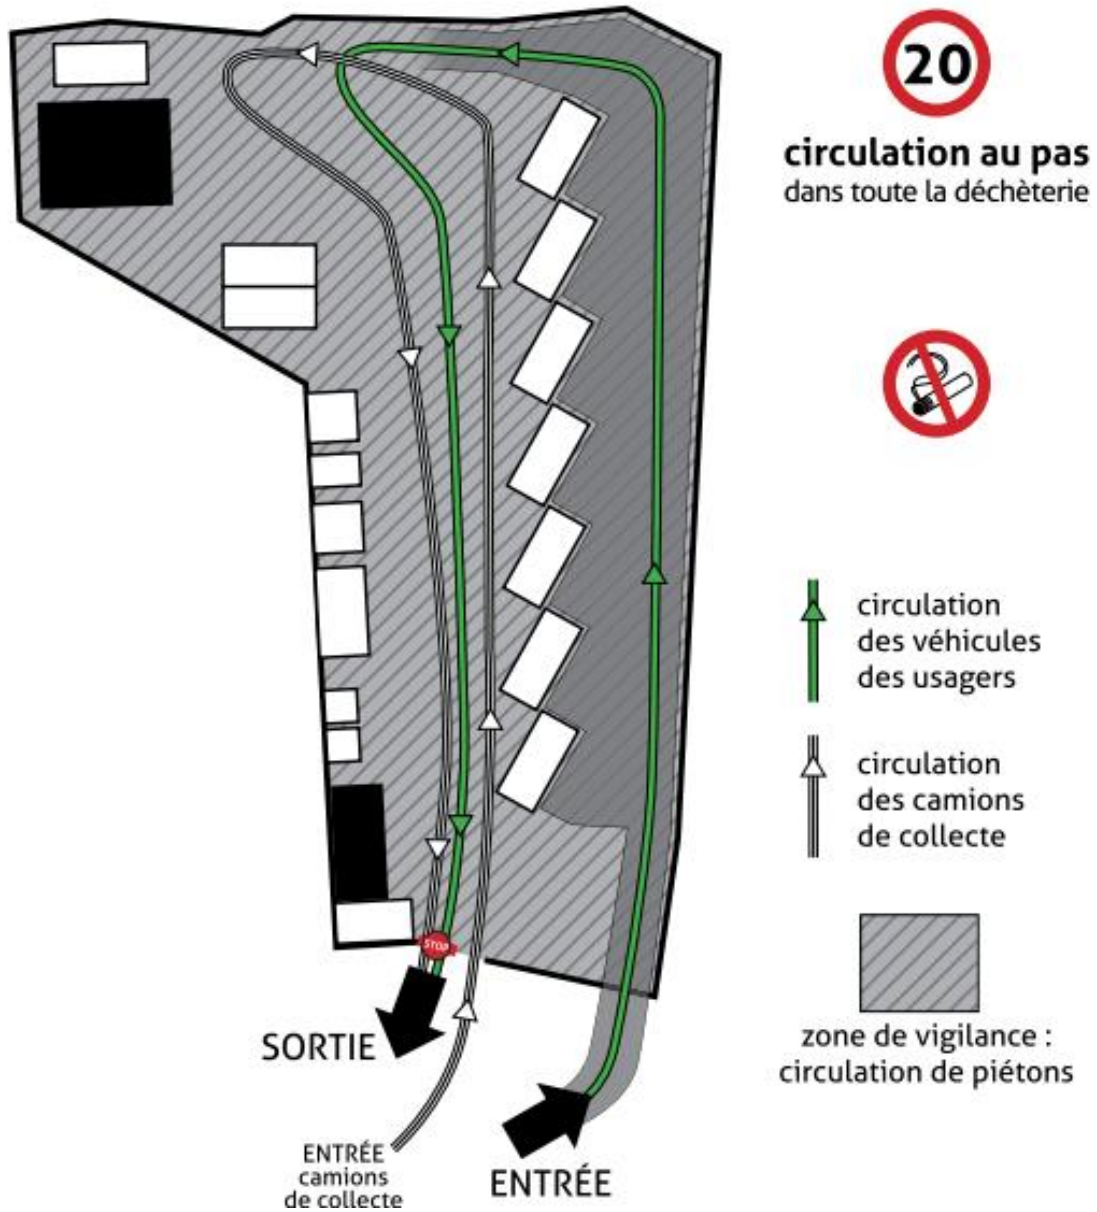 20
circulation au pas
dans toute la déchèterie
circulation
des véhicules
des usagers
circulation
des camions
de collecte
zone de vigilance :
circulation de piétons
STOP
SORTIE
ENTRÉE
camions
de collecte
ENTRÉE